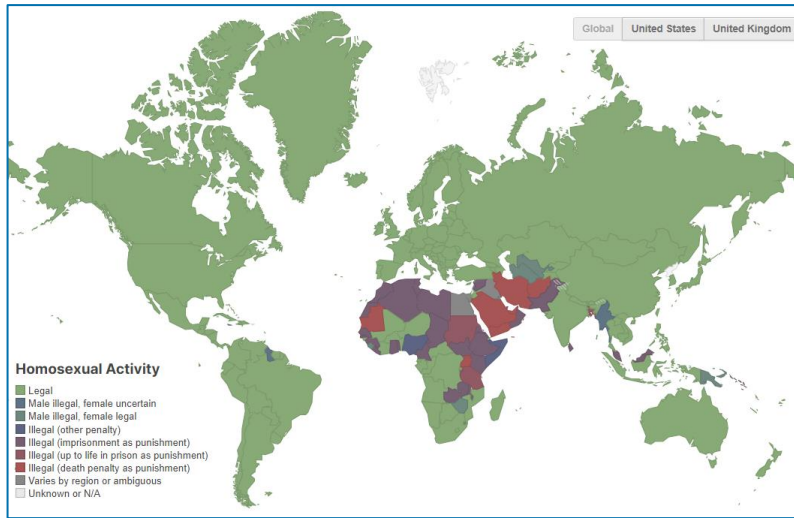 Global United States United Kingdom
Homosexual Activity
Legal
Male illegal, female uncertain
Male illegal, female legal
Illegal (other penalty)
Illegal (imprisonment as punishment)
Illegal (up to life in prison as punishment)
Illegal (death penalty as punishment)
Varies by region or ambiguous
Unknown or N/A